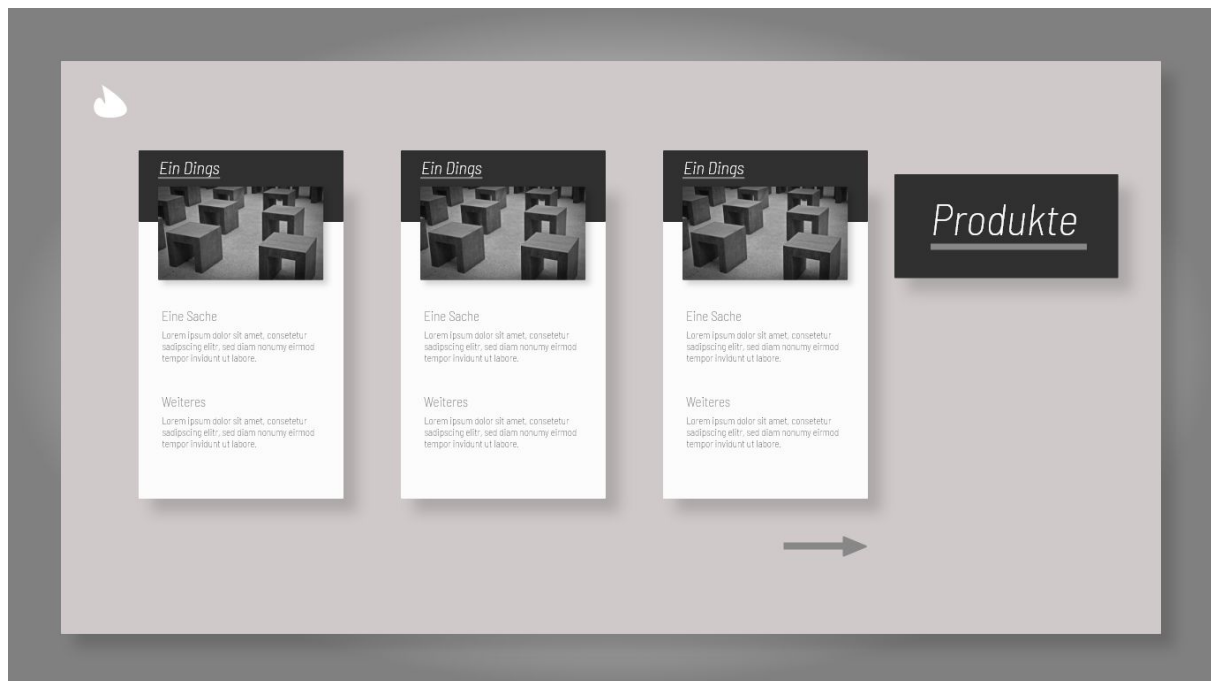 Ein Dings
Eine Sache
Lorem ipsum dolor sit amet, consetetur
sadipscing elitr, sed diam nonumy eirmod
tempor invidunt ut labore.
Weiteres
Lorem ipsum dolor sit amet, consetetur
sadipscing elitr, sed diam nonumy eirmod
tempor invidunt ut labore.
Ein Dings
Eine Sache
Lorem ipsum dolor sit amet, consetetur
sadipscing elitr, sed diam nonumy eirmod
tempor invidunt ut labore.
Weiteres
Lorem ipsum dolor sit amet, consetetur
sadipscing elitr, sed diam nonumy eirmod
tempor invidunt ut labore.
Ein Dings
Eine Sache
Lorem ipsum dolor sit amet, consetetur
sadipscing elitr, sed diam nonumy eirmod
tempor invidunt ut labore.
Weiteres
Lorem ipsum dolor sit amet, consetetur
sadipscing elitr, sed diam nonumy eirmod
tempor invidunt ut labore.
Produkte